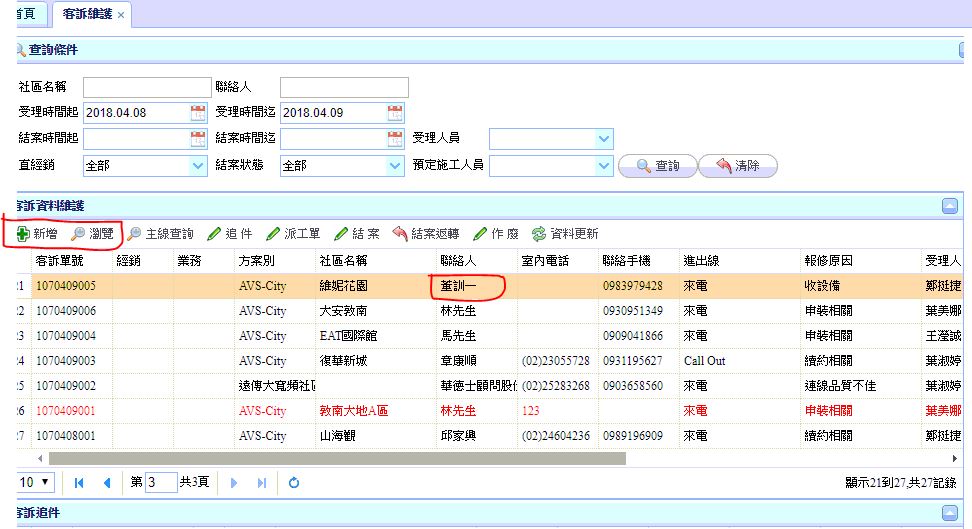 首頁 客訴維護 ×
查詢條件
社區名稱 聯絡人
受理時間起 2018.04.08 受理時間迄 2018.04.09
結案時間起 結案時間迄 受理人員
直經銷 全部 結案狀態 全部 預定施工人員 查詢 清除
客訴資料維護
新增 瀏覽 主線查詢 追 件 派工單 結 案 結案返轉 作 廢 資料更新
客訴單號 經銷 業務 方案別 社區名稱 聯絡人 室內電話 聯絡手機 進出線 報修原因 受理人
21 1070409005 AVS-City 維妮花園 董訓一 0983979428 來電 收設備 鄭挺捷
22 1070409006 AVS-City 大安敦南 林先生 0930951349 來電 申裝相關 葉美娜
23 1070409004 AVS-City EAT國際館 馬先生 0909041866 來電 申裝相關 王瀅誠
24 1070409003 AVS-City 復華新城 章康順 (02)23055728 0931195627 Call Out 續約相關 葉淑婷
25 1070409002 遠傳大寬頻社區 華德士顧問股份 (02)25283268 0903658560 來電 連線品質不佳 葉淑婷
26 1070409001 AVS-City 敦南大地A區 林先生 123 來電 申裝相關 葉美娜
27 1070408001 AVS-City 山海觀 邱家興 (02)24604236 0989196909 來電 續約相關 鄭挺捷
10 第 3 共3頁 顯示21到27,共27記錄
客訴追件